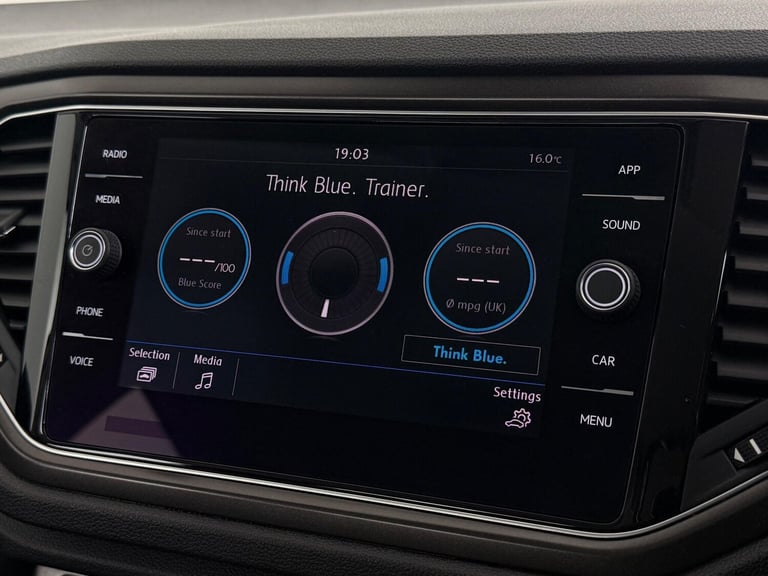 RADIO
MEDIA
PHONE
VOICE
19:03
16.0°C
Think Blue. Trainer.
Since start
---/100
Blue Score
Since start
---
Ø mpg (UK)
Think Blue.
Selection
Media
Settings
APP
SOUND
CAR
MENU